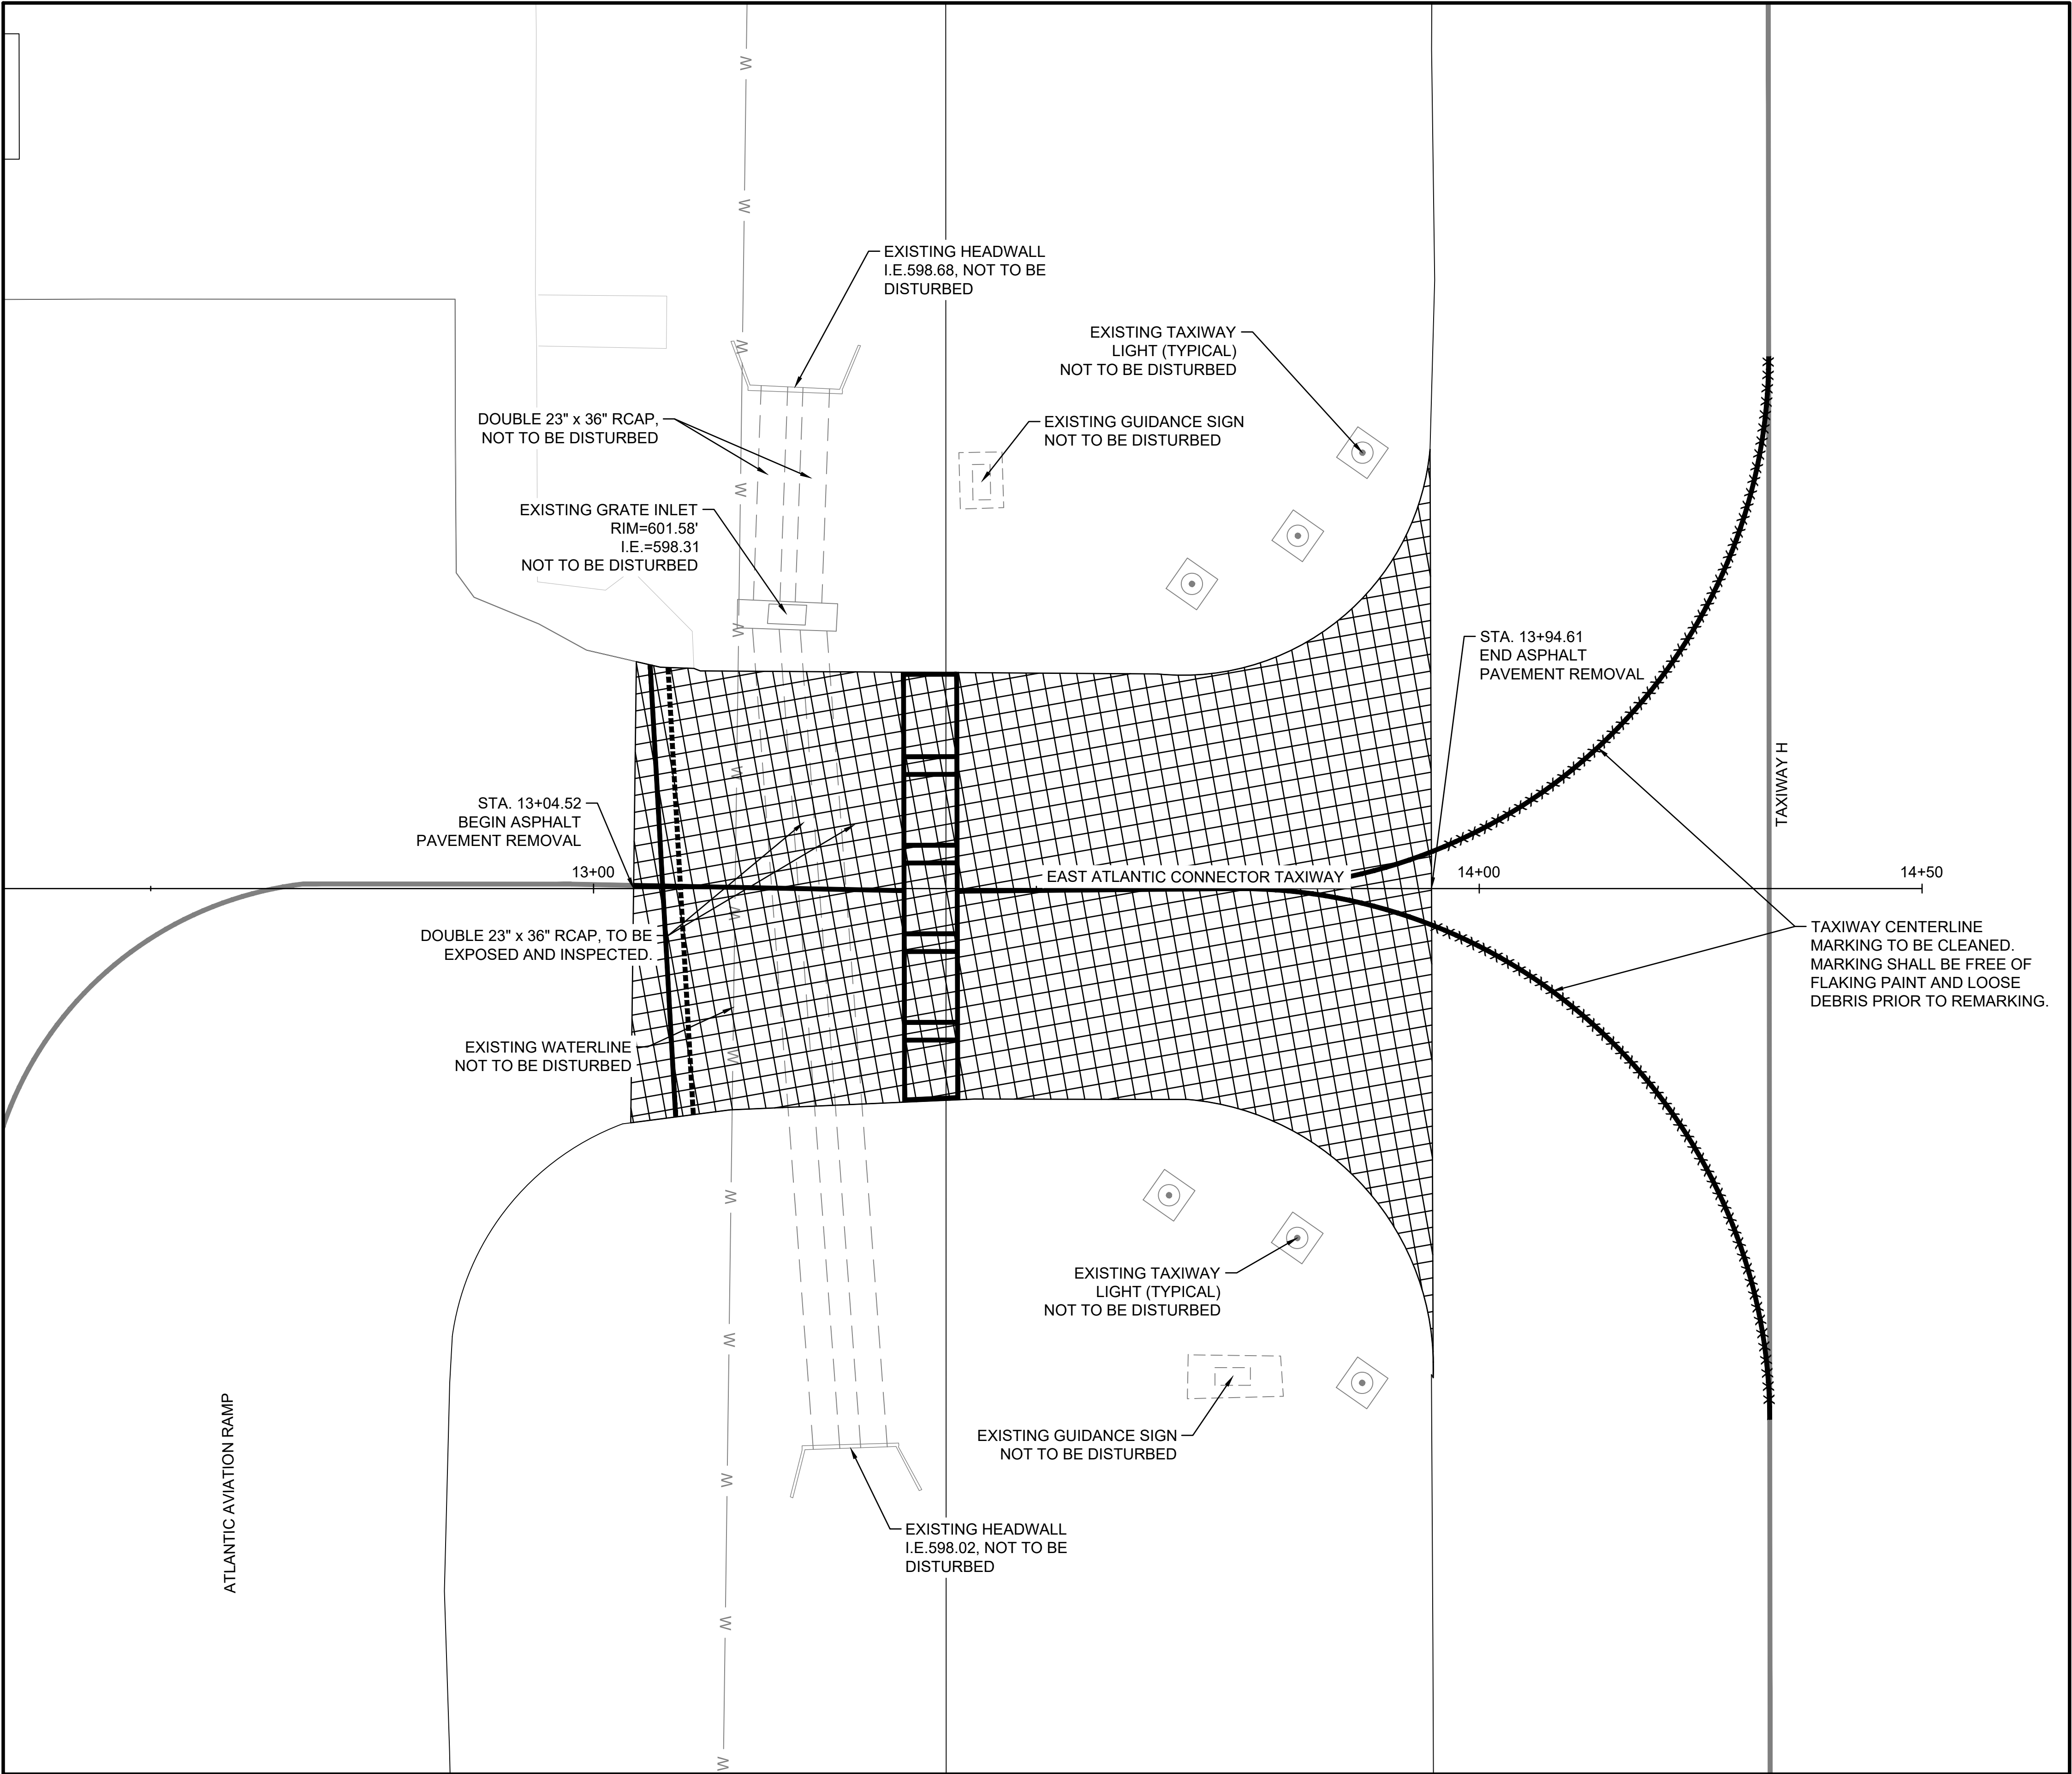 EXISTING HEADWALL
I.E.598.68, NOT TO BE
DISTURBED
EXISTING TAXIWAY
LIGHT (TYPICAL)
NOT TO BE DISTURBED
DOUBLE 23" x 36" RCAP,
NOT TO BE DISTURBED
EXISTING GUIDANCE SIGN
NOT TO BE DISTURBED
EXISTING GRATE INLET
RIM=601.58'
I.E.=598.31
NOT TO BE DISTURBED
STA. 13+94.61
END ASPHALT
PAVEMENT REMOVAL
TAXIWAY H
STA. 13+04.52
BEGIN ASPHALT
PAVEMENT REMOVAL
13+00
EAST ATLANTIC CONNECTOR TAXIWAY
14+00
14+50
DOUBLE 23" x 36" RCAP, TO BE
EXPOSED AND INSPECTED.
TAXIWAY CENTERLINE
MARKING TO BE CLEANED.
MARKING SHALL BE FREE OF
FLAKING PAINT AND LOOSE
DEBRIS PRIOR TO REMARKING.
EXISTING WATERLINE
NOT TO BE DISTURBED
EXISTING TAXIWAY
LIGHT (TYPICAL)
NOT TO BE DISTURBED
ATLANTIC AVIATION RAMP
EXISTING GUIDANCE SIGN
NOT TO BE DISTURBED
EXISTING HEADWALL
I.E.598.02, NOT TO BE
DISTURBED
W
W
W
W
W
W
W
W
W
W
W
W
W
W